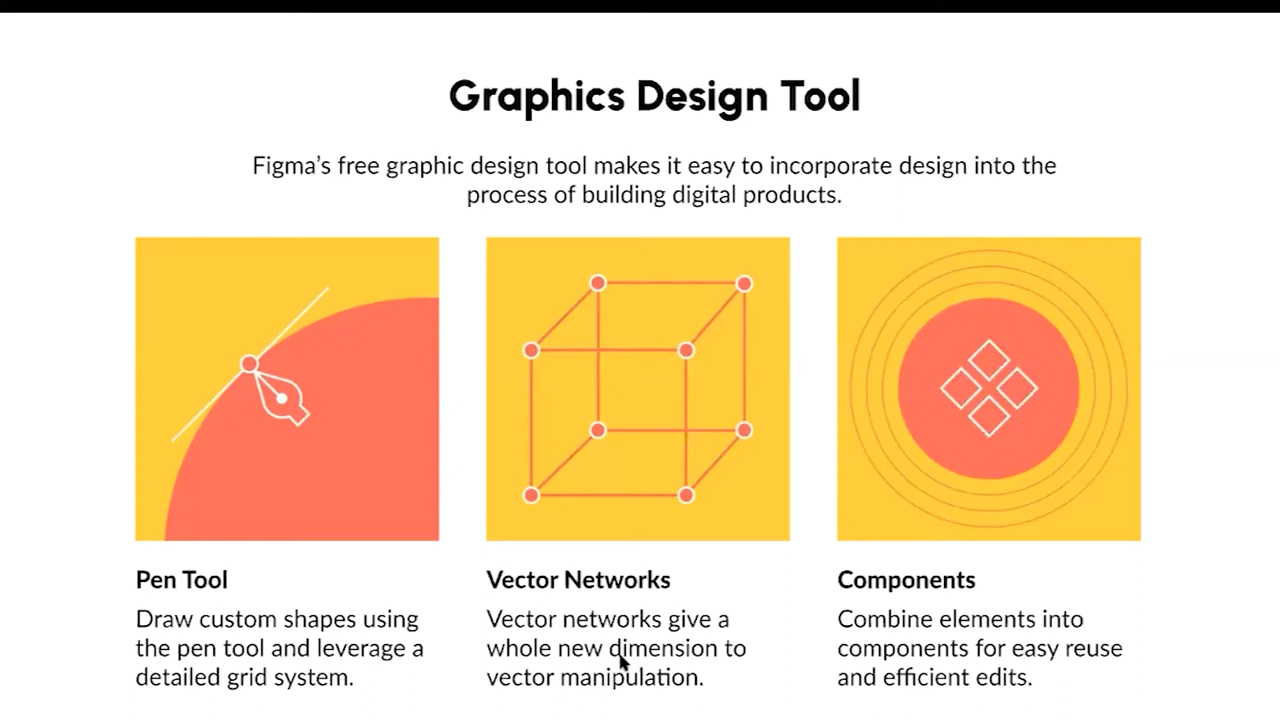 Graphics Design Tool
Figma’s free graphic design tool makes it easy to incorporate design into the
process of building digital products.
Pen Tool
Draw custom shapes using
the pen tool and leverage a
detailed grid system.
Vector Networks
Vector networks give a
whole new dimension to
vector manipulation.
Components
Combine elements into
components for easy reuse
and efficient edits.